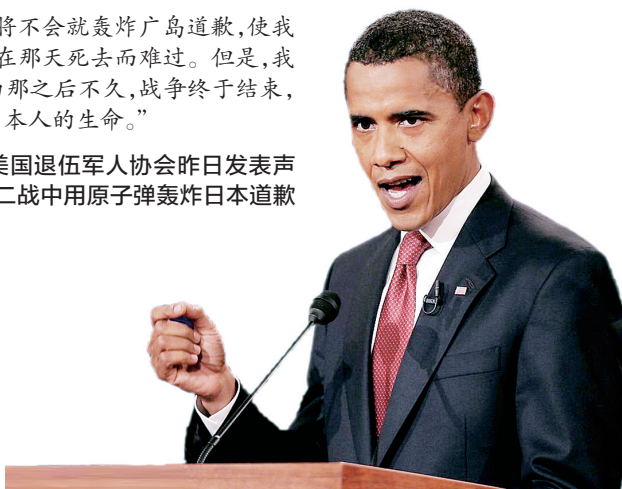 将不会就轰炸广岛道歉,使我
在那天死去而难过。但是,我
那之后不久,战争终于结束,
本人的生命。”
美国退伍军人协会昨日发表声
二战中用原子弹轰炸日本道歉